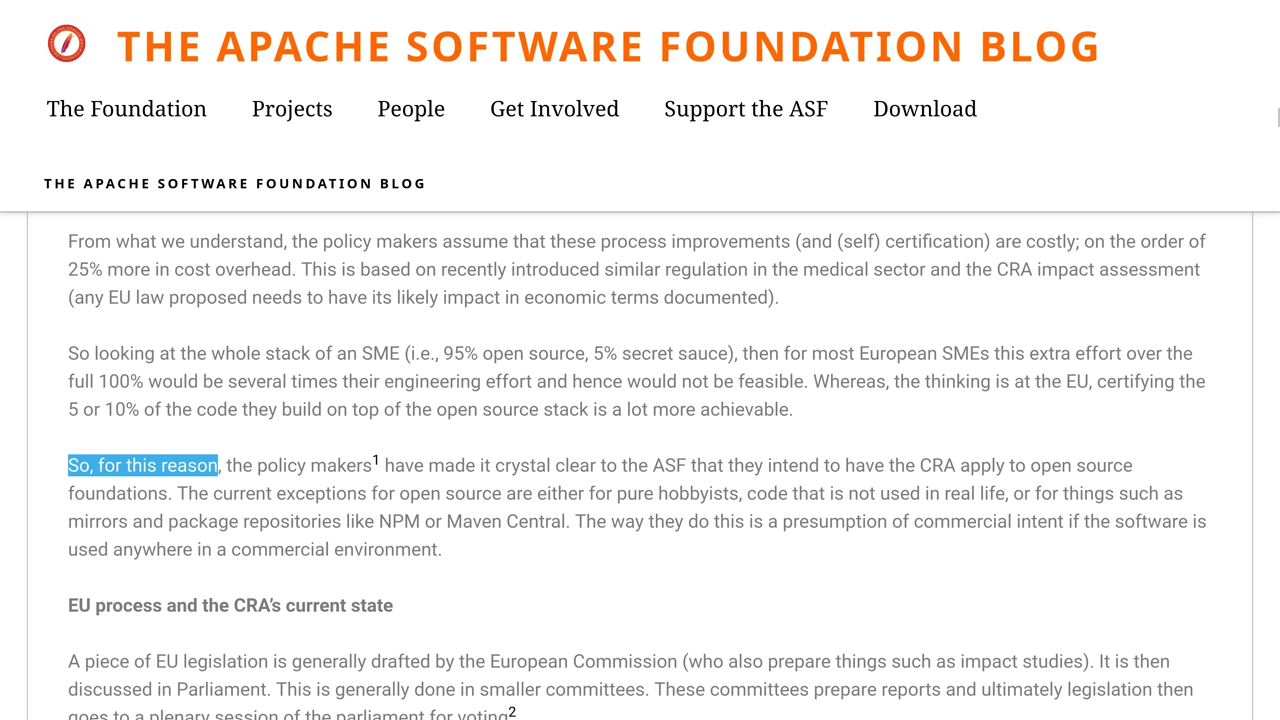 THE APACHE SOFTWARE FOUNDATION BLOG
The Foundation Projects People Get Involved Support the ASF Download
THE APACHE SOFTWARE FOUNDATION BLOG
From what we understand, the policy makers assume that these process improvements (and (self) certification) are costly; on the order of
25% more in cost overhead. This is based on recently introduced similar regulation in the medical sector and the CRA impact assessment
(any EU law proposed needs to have its likely impact in economic terms documented).
So looking at the whole stack of an SME (i.e., 95% open source, 5% secret sauce), then for most European SMEs this extra effort over the
full 100% would be several times their engineering effort and hence would not be feasible. Whereas, the thinking is at the EU, certifying the
5 or 10% of the code they build on top of the open source stack is a lot more achievable.
So, for this reason, the policy makers1 have made it crystal clear to the ASF that they intend to have the CRA apply to open source
foundations. The current exceptions for open source are either for pure hobbyists, code that is not used in real life, or for things such as
mirrors and package repositories like NPM or Maven Central. The way they do this is a presumption of commercial intent if the software is
used anywhere in a commercial environment.
EU process and the CRA’s current state
A piece of EU legislation is generally drafted by the European Commission (who also prepare things such as impact studies). It is then
discussed in Parliament. This is generally done in smaller committees. These committees prepare reports and ultimately legislation then
goes to a plenary session of the parliament for voting2